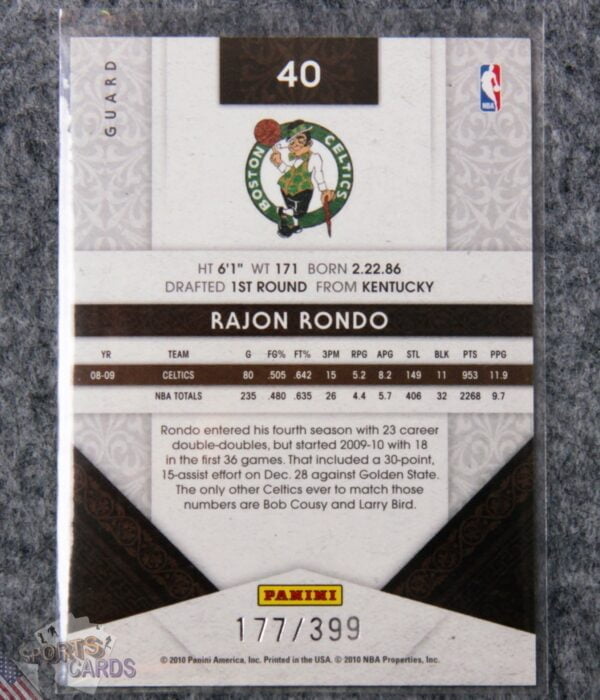 40
GUARD
NBA
BOSTON CELTICS
HT 6'1" WT 171 BORN 2.22.86
DRAFTED 1ST ROUND FROM KENTUCKY
RAJON RONDO
YR TEAM G FG% FT% 3PM RPG APG STL BLK PTS PPG
08-09 CELTICS 80 .505 .642 15 5.2 8.2 149 11 953 11.9
NBA TOTALS 235 .480 .635 26 4.4 5.7 406 32 2268 9.7
Rondo entered his fourth season with 23 career
double-doubles, but started 2009-10 with 18
in the first 36 games. That included a 30-point,
15-assist effort on Dec. 28 against Golden State.
The only other Celtics ever to match those
numbers are Bob Cousy and Larry Bird.
PANINI
177/399
© 2010 Panini America, Inc. Printed in the USA. © 2010 NBA Properties, Inc.
SPORTS
CARDS